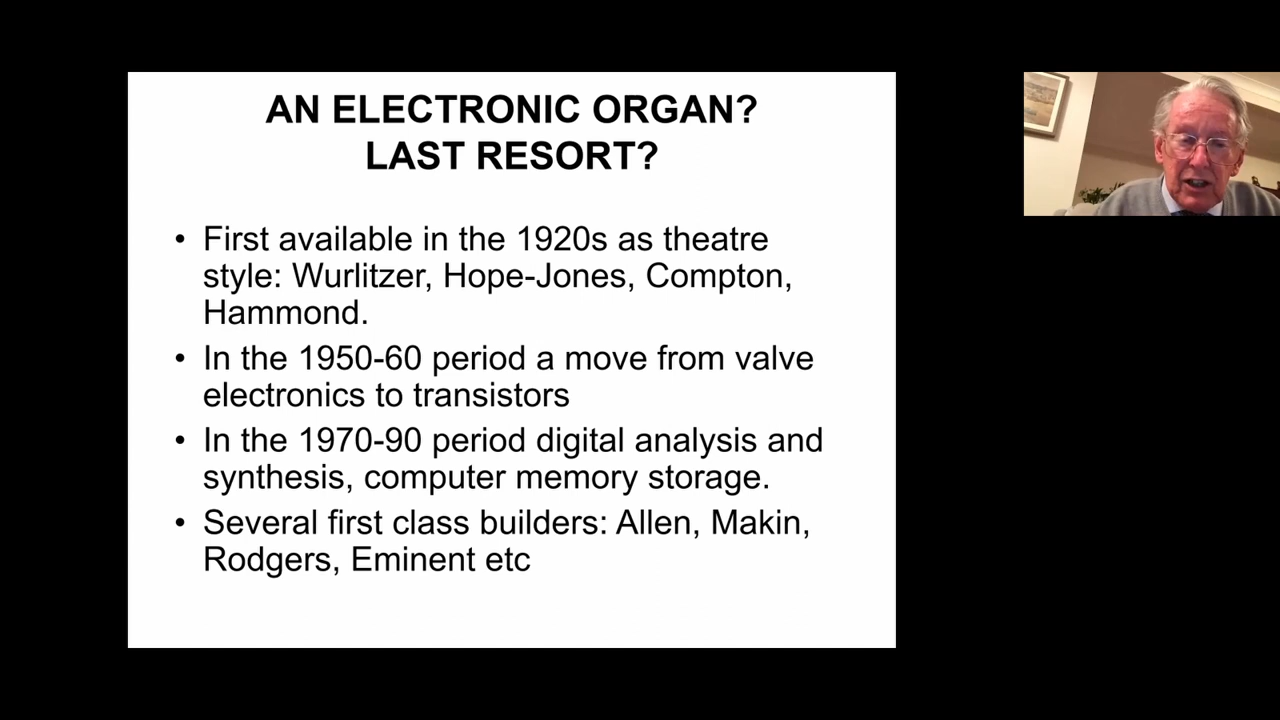 AN ELECTRONIC ORGAN?
LAST RESORT?
• First available in the 1920s as theatre
style: Wurlitzer, Hope-Jones, Compton,
Hammond.
• In the 1950-60 period a move from valve
electronics to transistors
• In the 1970-90 period digital analysis and
synthesis, computer memory storage.
• Several first class builders: Allen, Makin,
Rodgers, Eminent etc